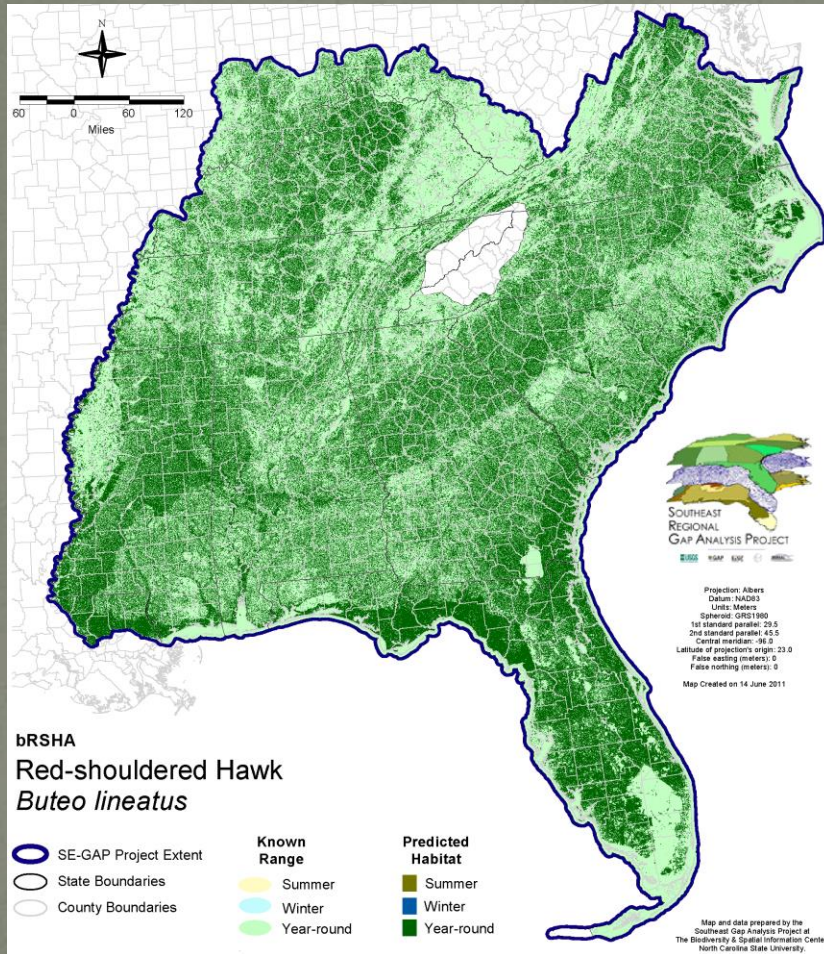 N
60 0 60 120
Miles
SOUTHEAST
REGIONAL
GAP ANALYSIS PROJECT
USGS GAP
Projection: Albers
Datum: NAD83
Units: Meters
Spheroid: GRS1980
1st standard parallel: 29.5
2nd standard parallel: 45.5
Central meridian: -96.0
Latitude of projection's origin: 23.0
False easting (meters): 0
False northing (meters): 0
Map Created on 14 June 2011
bRSHA
Red-shouldered Hawk
Buteo lineatus
SE-GAP Project Extent
State Boundaries
County Boundaries
Known
Range
Summer
Winter
Year-round
Predicted
Habitat
Summer
Winter
Year-round
Map and data prepared by the
Southeast Gap Analysis Project at
The Biodiversity & Spatial Information Cente
North Carolina State University.